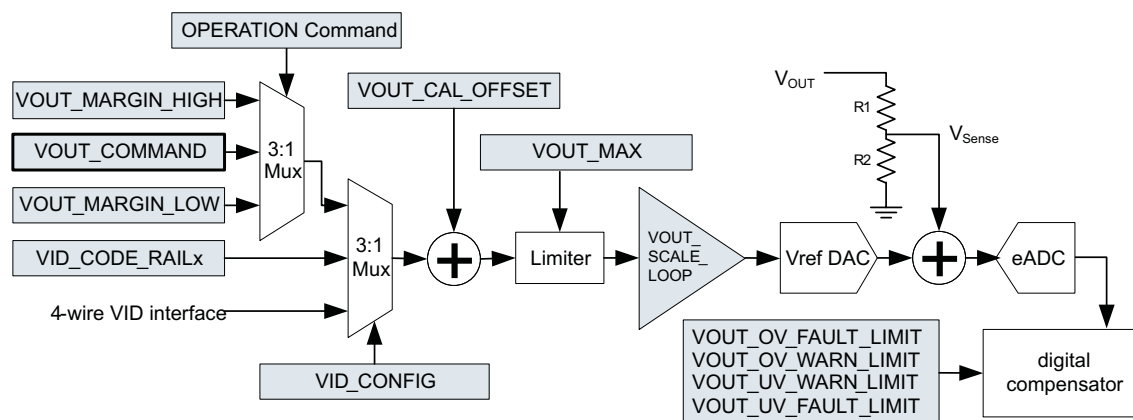 OPERATION Command
VOUT_MARGIN_HIGH
VOUT_COMMAND
VOUT_MARGIN_LOW
3:1
Mux
VID_CODE_RAILx
4-wire VID interface
3:1
Mux
VID_CONFIG
VOUT_CAL_OFFSET
VOUT_MAX
Limiter
VOUT_
SCALE_
LOOP
Vref DAC
VOUT
R1
R2
VSense
eADC
VOUT_OV_FAULT_LIMIT
VOUT_OV_WARN_LIMIT
VOUT_UV_WARN_LIMIT
VOUT_UV_FAULT_LIMIT
digital
compensator